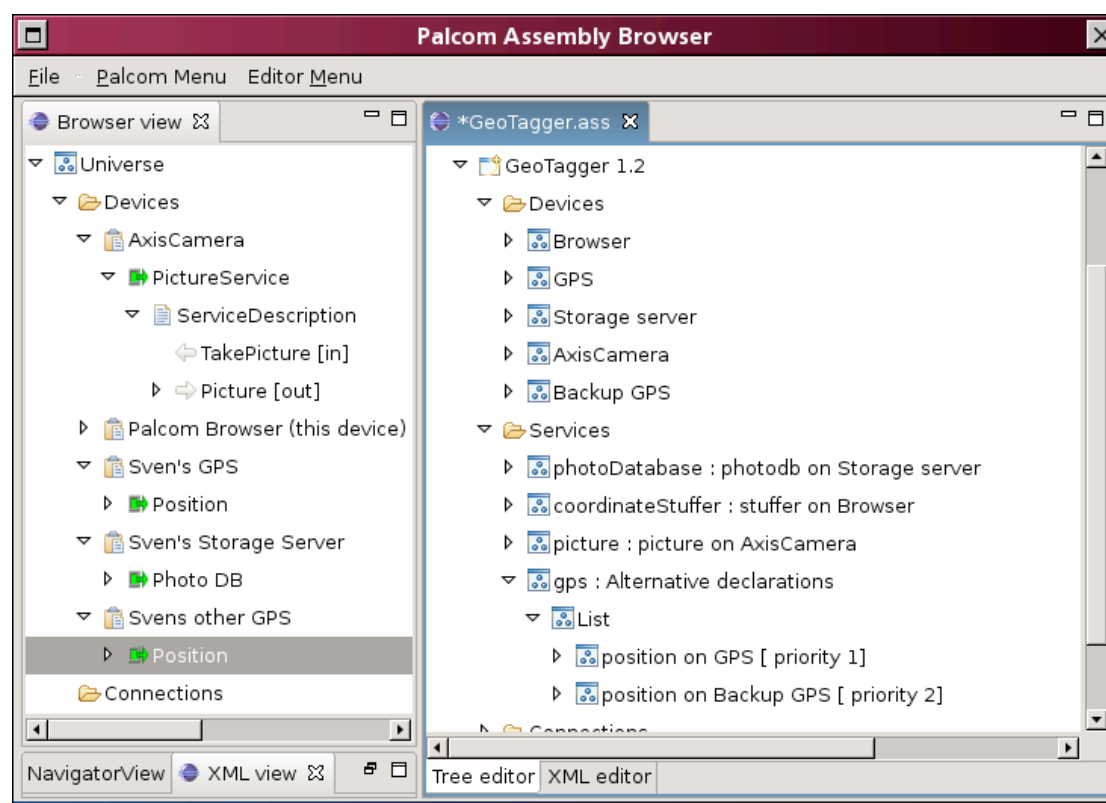 Palcom Assembly Browser
File Palcom Menu Editor Menu
Browser view
Universe
Devices
AxisCamera
PictureService
ServiceDescription
TakePicture [in]
Picture [out]
Palcom Browser (this device)
Sven's GPS
Position
Sven's Storage Server
Photo DB
Svens other GPS
Position
Connections
NavigatorView XML view
*GeoTagger.ass
GeoTagger 1.2
Devices
Browser
GPS
Storage server
AxisCamera
Backup GPS
Services
photoDatabase : photodb on Storage server
coordinateStuffer : stuffer on Browser
picture : picture on AxisCamera
gps : Alternative declarations
List
position on GPS [ priority 1]
position on Backup GPS [ priority 2]
Connections
Tree editor XML editor